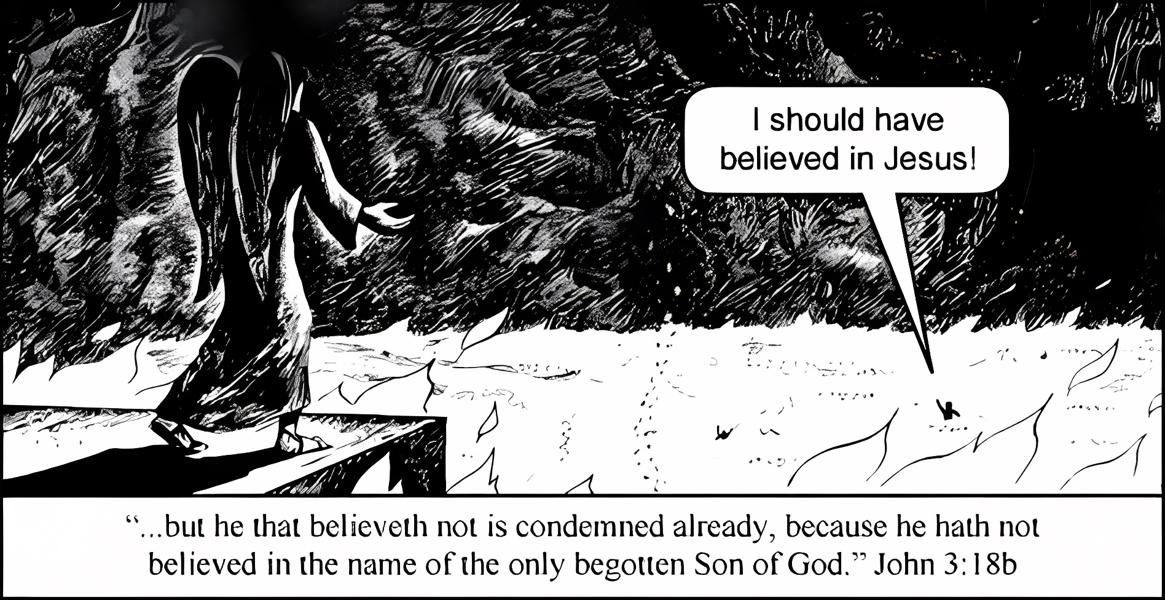 I should have
believed in Jesus!
“...but he that believeth not is condemned already, because he hath not
believed in the name of the only begotten Son of God.” John 3:18b